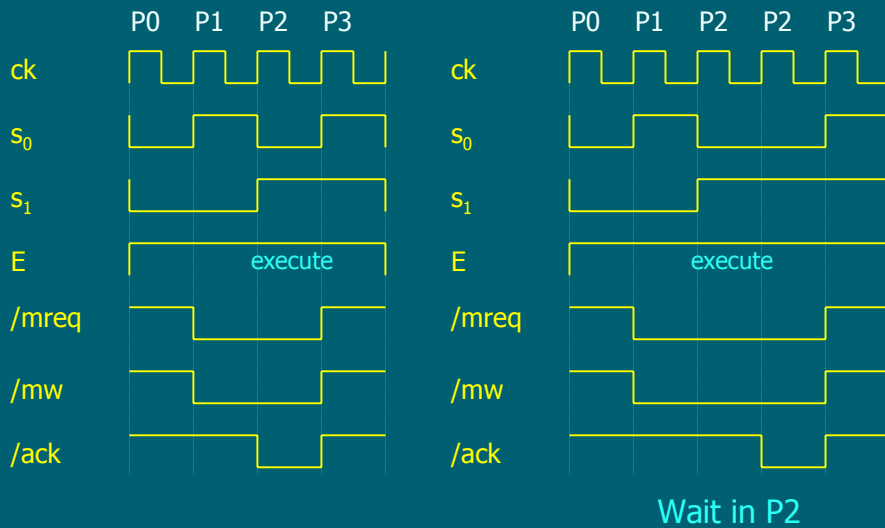 P0 P1 P2 P3 P0 P1 P2 P2 P3
ck ck
s0 s0
s1 s1
E execute E execute
/mreq /mreq
/mw /mw
/ack /ack
Wait in P2